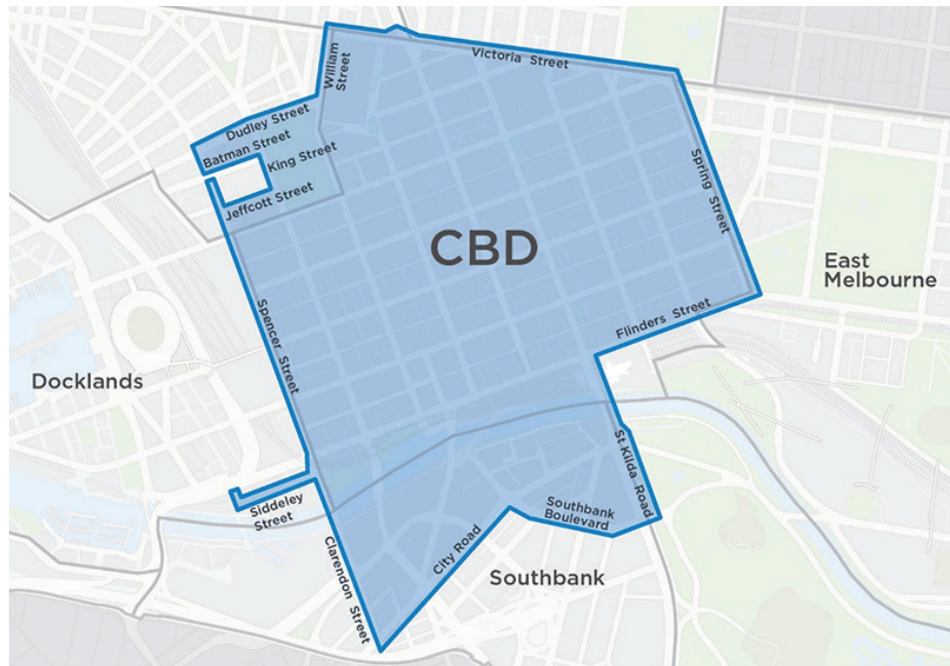 Victoria Street
William
Street
Dudley Street
Batman Street
King Street
Jeffcott Street
Spring Street
CBD
East
Melbourne
Flinders Street
Spencer Street
Docklands
St Kilda Road
Siddeley
Street
Southbank
Boulevard
City Road
Clarendon Street
Southbank